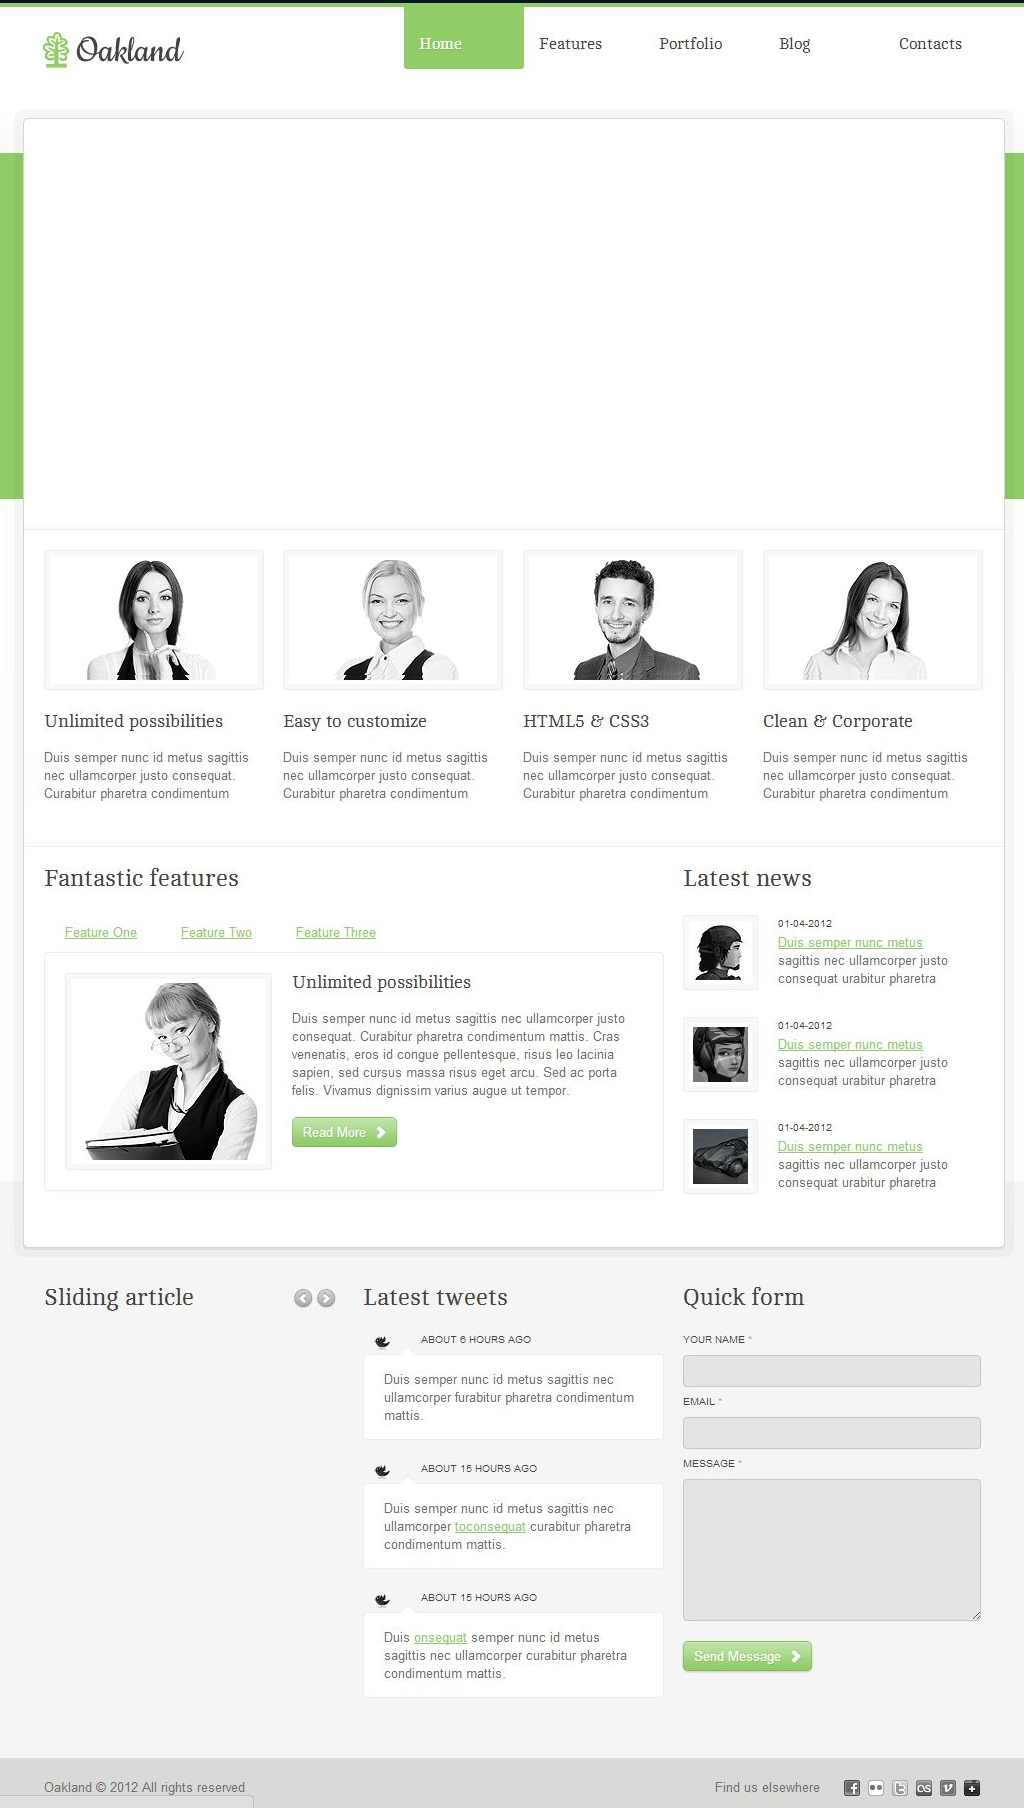 Oakland
Home
Features
Portfolio
Blog
Contacts
Unlimited possibilities
Duis semper nunc id metus sagittis
nec ullamcorper justo consequat.
Curabitur pharetra condimentum
Easy to customize
Duis semper nunc id metus sagittis
nec ullamcorper justo consequat.
Curabitur pharetra condimentum
HTML5 & CSS3
Duis semper nunc id metus sagittis
nec ullamcorper justo consequat.
Curabitur pharetra condimentum
Clean & Corporate
Duis semper nunc id metus sagittis
nec ullamcorper justo consequat.
Curabitur pharetra condimentum
Fantastic features
Feature One
Feature Two
Feature Three
Unlimited possibilities
Duis semper nunc id metus sagittis nec ullamcorper justo
consequat. Curabitur pharetra condimentum mattis. Cras
venenatis, eros id congue pellentesque, risus leo lacinia
sapien, sed cursus massa risus eget arcu. Sed ac porta
felis. Vivamus dignissim varius augue ut tempor.
Read More
Latest news
01-04-2012
Duis semper nunc metus
sagittis nec ullamcorper justo
consequat urabitur pharetra
01-04-2012
Duis semper nunc metus
sagittis nec ullamcorper justo
consequat urabitur pharetra
01-04-2012
Duis semper nunc metus
sagittis nec ullamcorper justo
consequat urabitur pharetra
Sliding article
Latest tweets
ABOUT 6 HOURS AGO
Duis semper nunc id metus sagittis nec
ullamcorper furabitur pharetra condimentum
mattis.
ABOUT 15 HOURS AGO
Duis semper nunc id metus sagittis nec
ullamcorper toconsequat curabitur pharetra
condimentum mattis.
ABOUT 15 HOURS AGO
Duis onsequat semper nunc id metus
sagittis nec ullamcorper curabitur pharetra
condimentum mattis.
Quick form
YOUR NAME *
EMAIL *
MESSAGE *
Send Message
Oakland © 2012 All rights reserved
Find us elsewhere